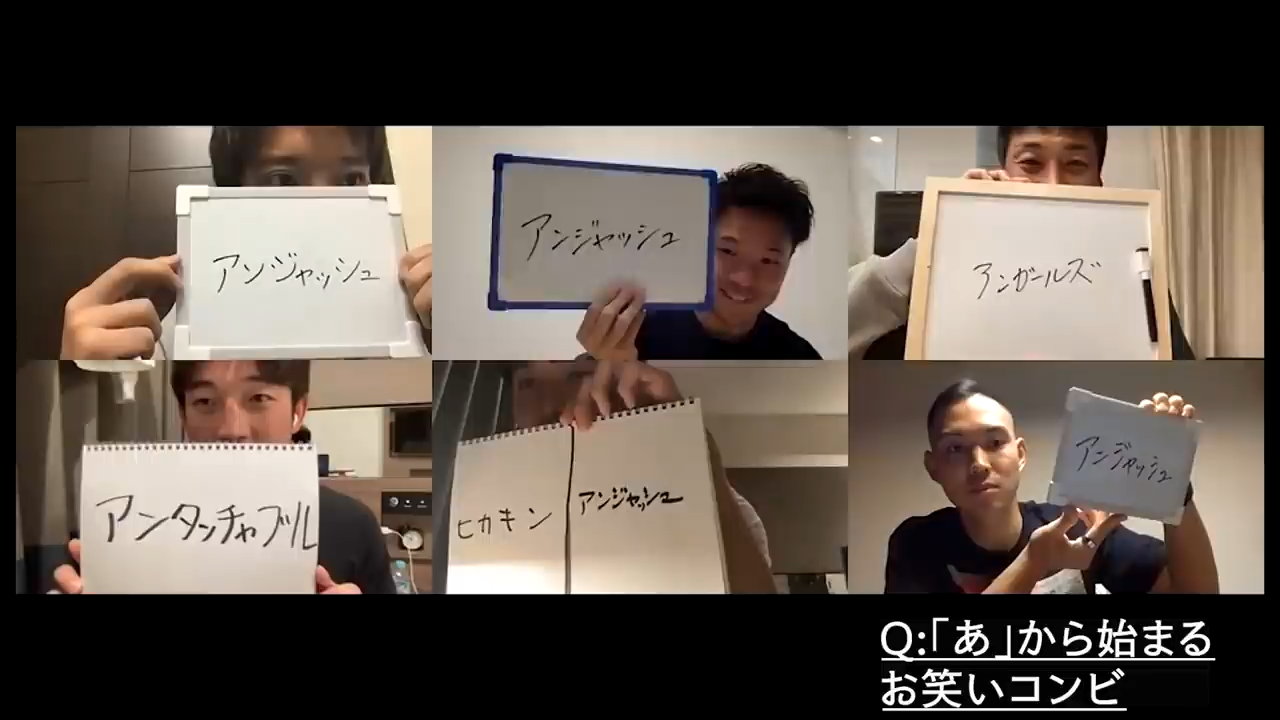 アンジャッシュ
アンジャッシュ
アンガールズ
アンタッチャブル
ヒカキン
アンジャッシュ
アンジャッシュ
Q:「あ」から始まる
お笑いコンビ